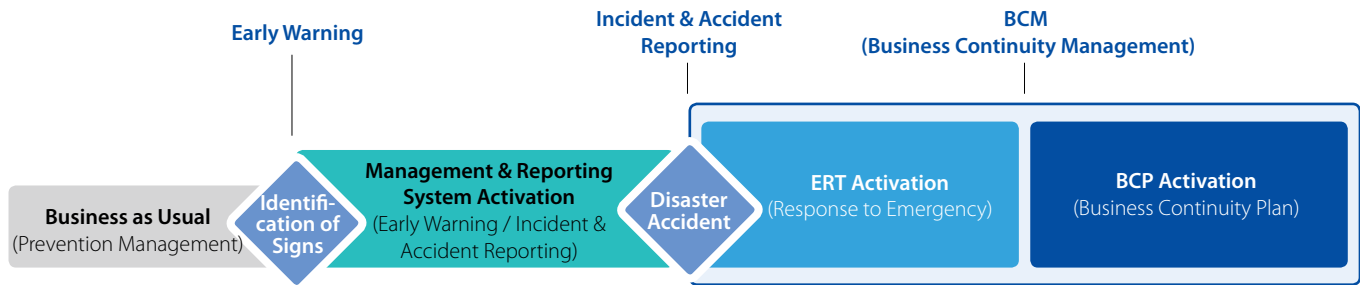 Early Warning
Incident & Accident
Reporting
BCM
(Business Continuity Management)
Business as Usual
(Prevention Management)
Identifi-
cation of
Signs
Management & Reporting
System Activation
(Early Warning / Incident &
Accident Reporting)
Disaster
Accident
ERT Activation
(Response to Emergency)
BCP Activation
(Business Continuity Plan)